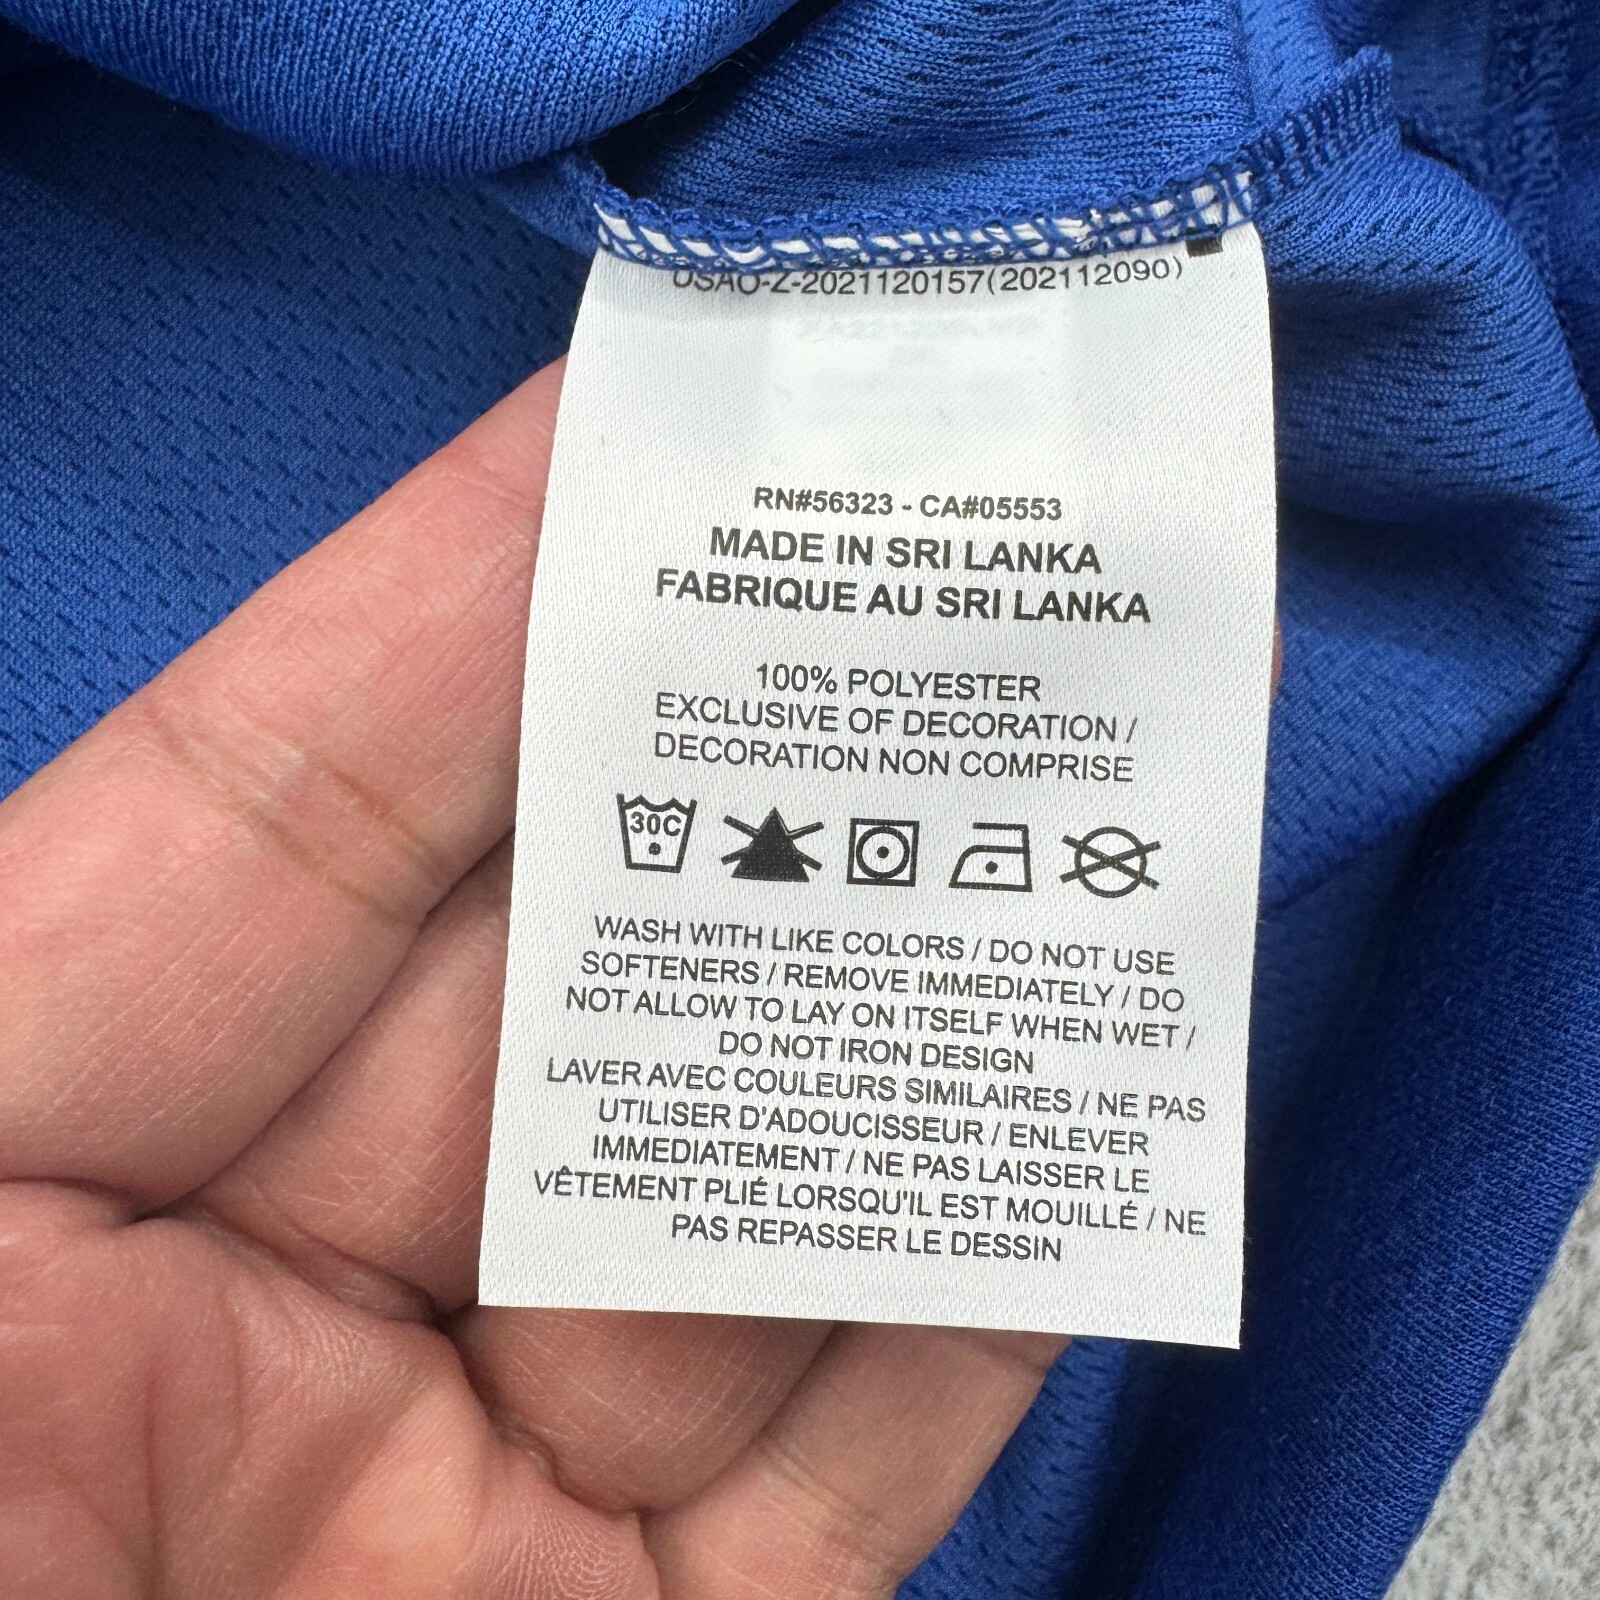 USAO-Z-2021120157(202112090)
RN#56323 - CA#05553
MADE IN SRI LANKA
FABRIQUE AU SRI LANKA
100% POLYESTER
EXCLUSIVE OF DECORATION /
DECORATION NON COMPRISE
30C
WASH WITH LIKE COLORS / DO NOT USE
SOFTENERS / REMOVE IMMEDIATELY / DO
NOT ALLOW TO LAY ON ITSELF WHEN WET /
DO NOT IRON DESIGN
LAVER AVEC COULEURS SIMILAIRES / NE PAS
UTILISER D'ADOUCISSEUR / ENLEVER
IMMEDIATEMENT / NE PAS LAISSER LE
VÊTEMENT PLIÉ LORSQU'IL EST MOUILLÉ / NE
PAS REPASSER LE DESSIN